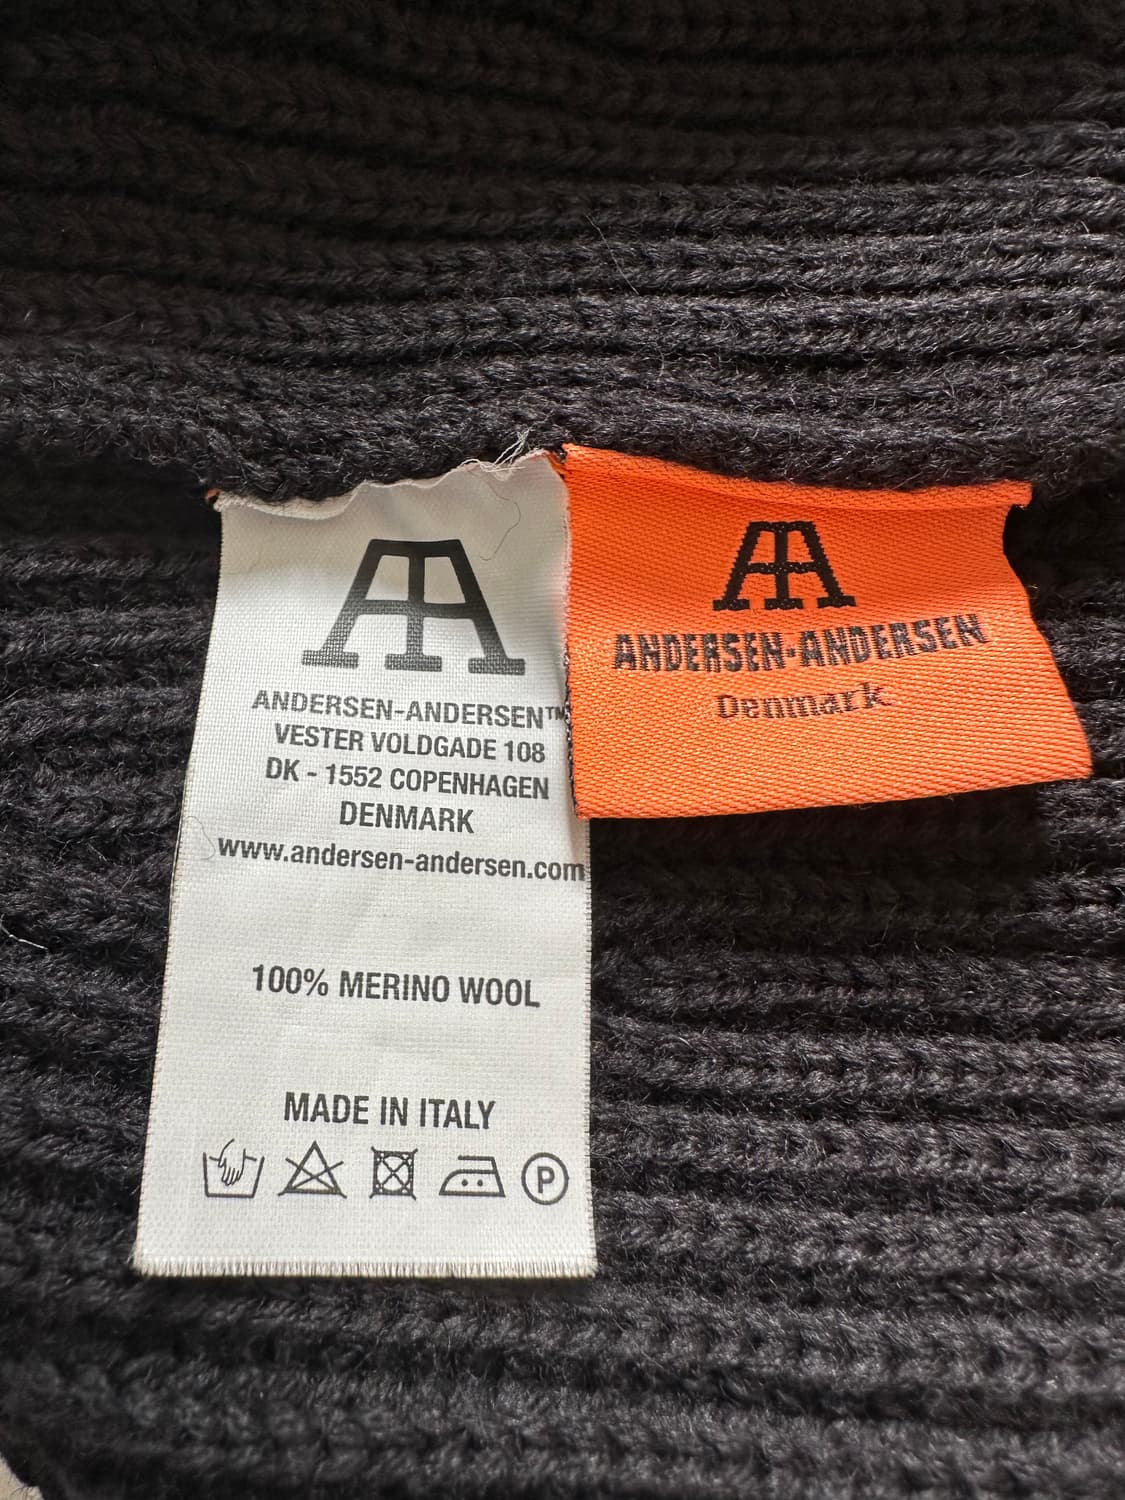 ANDERSEN-ANDERSEN™
VESTER VOLDGADE 108
DK - 1552 COPENHAGEN
DENMARK
www.andersen-andersen.com
100% MERINO WOOL
MADE IN ITALY
P
AA
ANDERSEN-ANDERSEN
Denmark